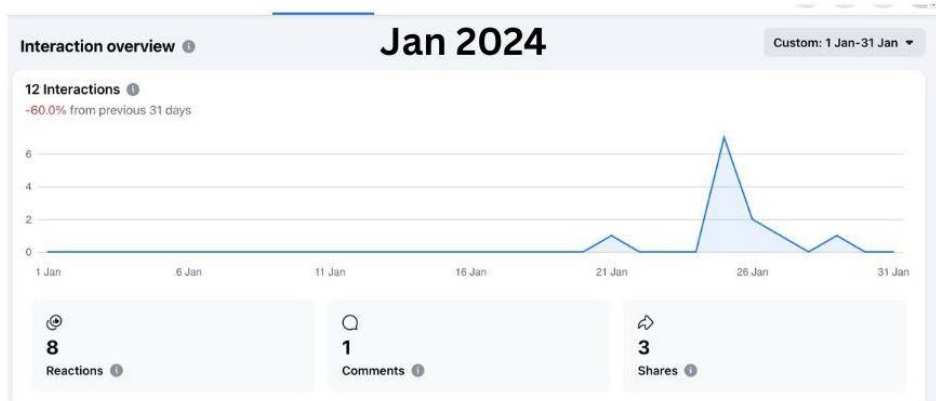 Jan 2024
Interaction overview
Custom: 1 Jan-31 Jan
12 Interactions
-60.0% from previous 31 days
6
4
2
0
1 Jan 6 Jan 11 Jan 16 Jan 21 Jan 26 Jan 31 Jan
8 1 3
Reactions Comments Shares